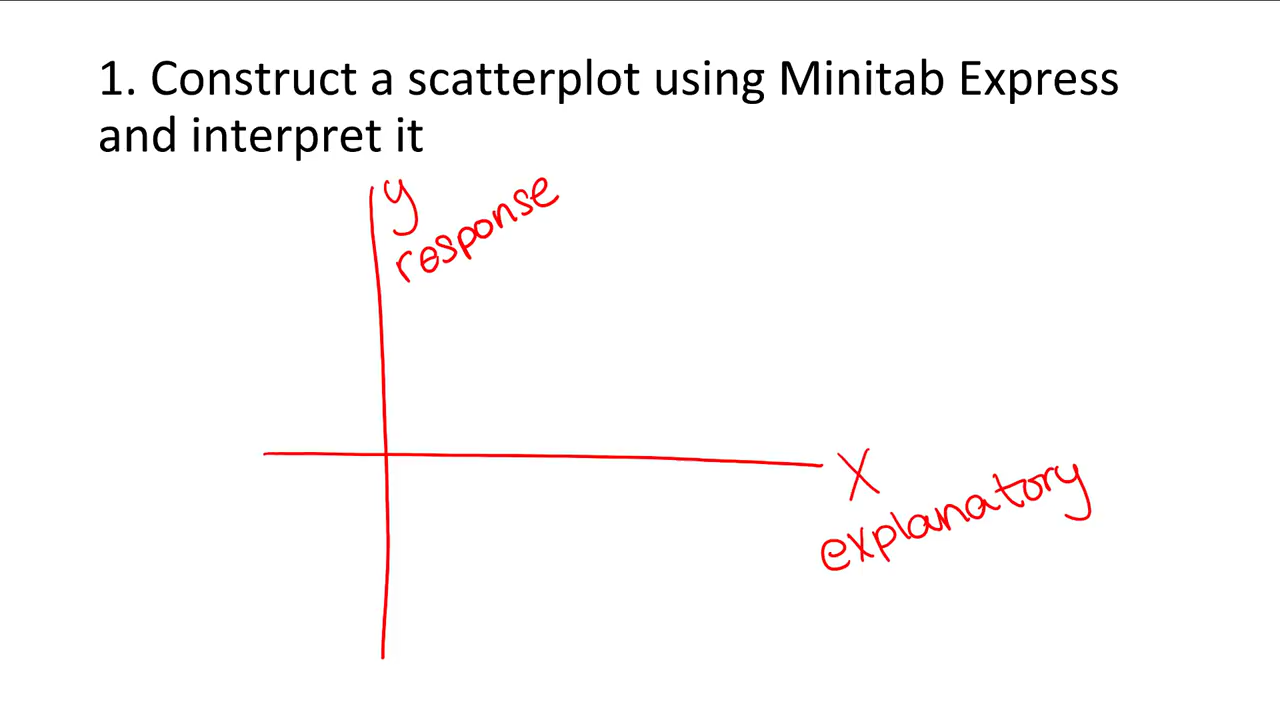 1. Construct a scatterplot using Minitab Express
and interpret it
y
response
X
explanatory